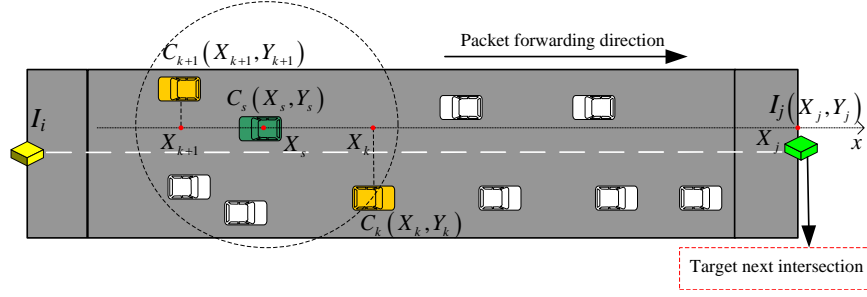 C_{k+1}(X_{k+1}, Y_{k+1})
Packet forwarding direction
C_s(X_s, Y_s)
I_j(X_j, Y_j)
I_i
X_{k+1}
X_s
X_k
X_j
x
C_k(X_k, Y_k)
Target next intersection